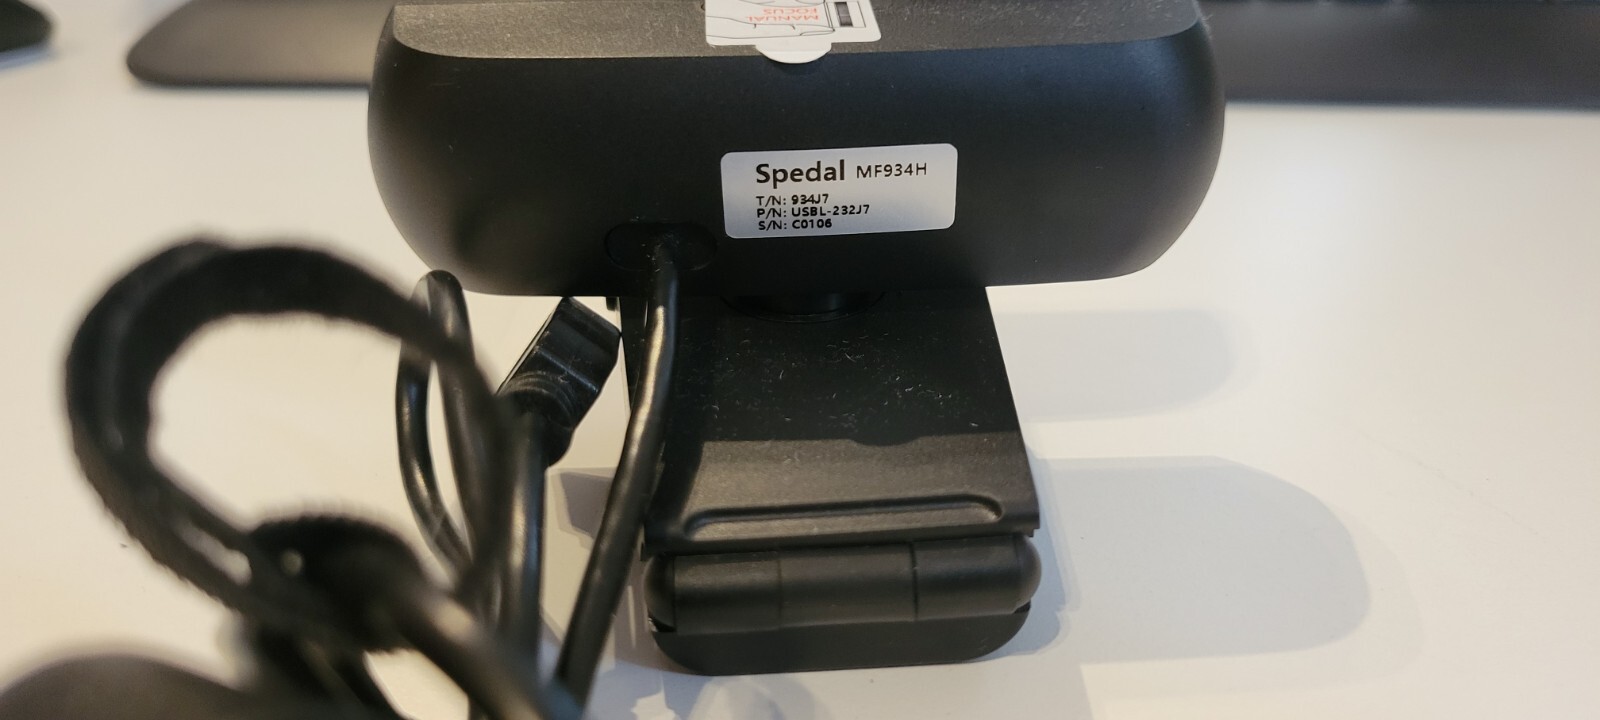 MANUAL
FOCUS
Spedal MF934H
T/N: 934J7
P/N: USBL-232J7
S/N: C0106